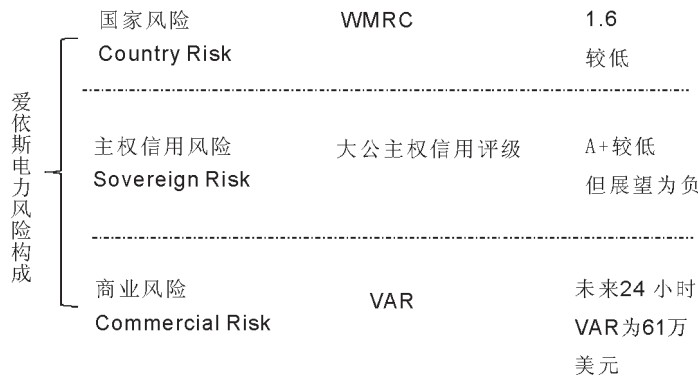 爱依斯电力风险构成
国家风险
Country Risk
WMRC
1.6
较低
主权信用风险
Sovereign Risk
大公主权信用评级
A+较低
但展望为负
商业风险
Commercial Risk
VAR
未来24 小时
VAR为61万
美元